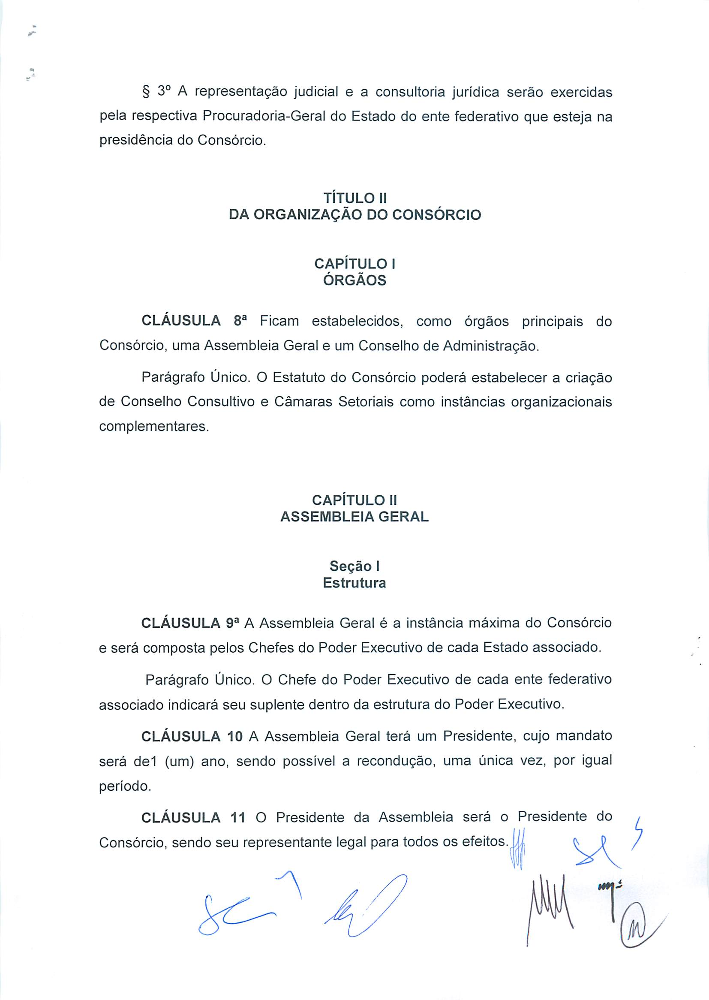 § 3º A representação judicial e a consultoria jurídica serão exercidas
pela respectiva Procuradoria-Geral do Estado do ente federativo que esteja na
presidência do Consórcio.
TÍTULO II
DA ORGANIZAÇÃO DO CONSÓRCIO
CAPÍTULO I
ÓRGÃOS
CLÁUSULA 8ª Ficam estabelecidos, como órgãos principais do
Consórcio, uma Assembleia Geral e um Conselho de Administração.
Parágrafo Único. O Estatuto do Consórcio poderá estabelecer a criação
de Conselho Consultivo e Câmaras Setoriais como instâncias organizacionais
complementares.
CAPÍTULO II
ASSEMBLEIA GERAL
Seção I
Estrutura
CLÁUSULA 9ª A Assembleia Geral é a instância máxima do Consórcio
e será composta pelos Chefes do Poder Executivo de cada Estado associado.
Parágrafo Único. O Chefe do Poder Executivo de cada ente federativo
associado indicará seu suplente dentro da estrutura do Poder Executivo.
CLÁUSULA 10 A Assembleia Geral terá um Presidente, cujo mandato
será de1 (um) ano, sendo possível a recondução, uma única vez, por igual
período.
CLÁUSULA 11 O Presidente da Assembleia será o Presidente do
Consórcio, sendo seu representante legal para todos os efeitos.